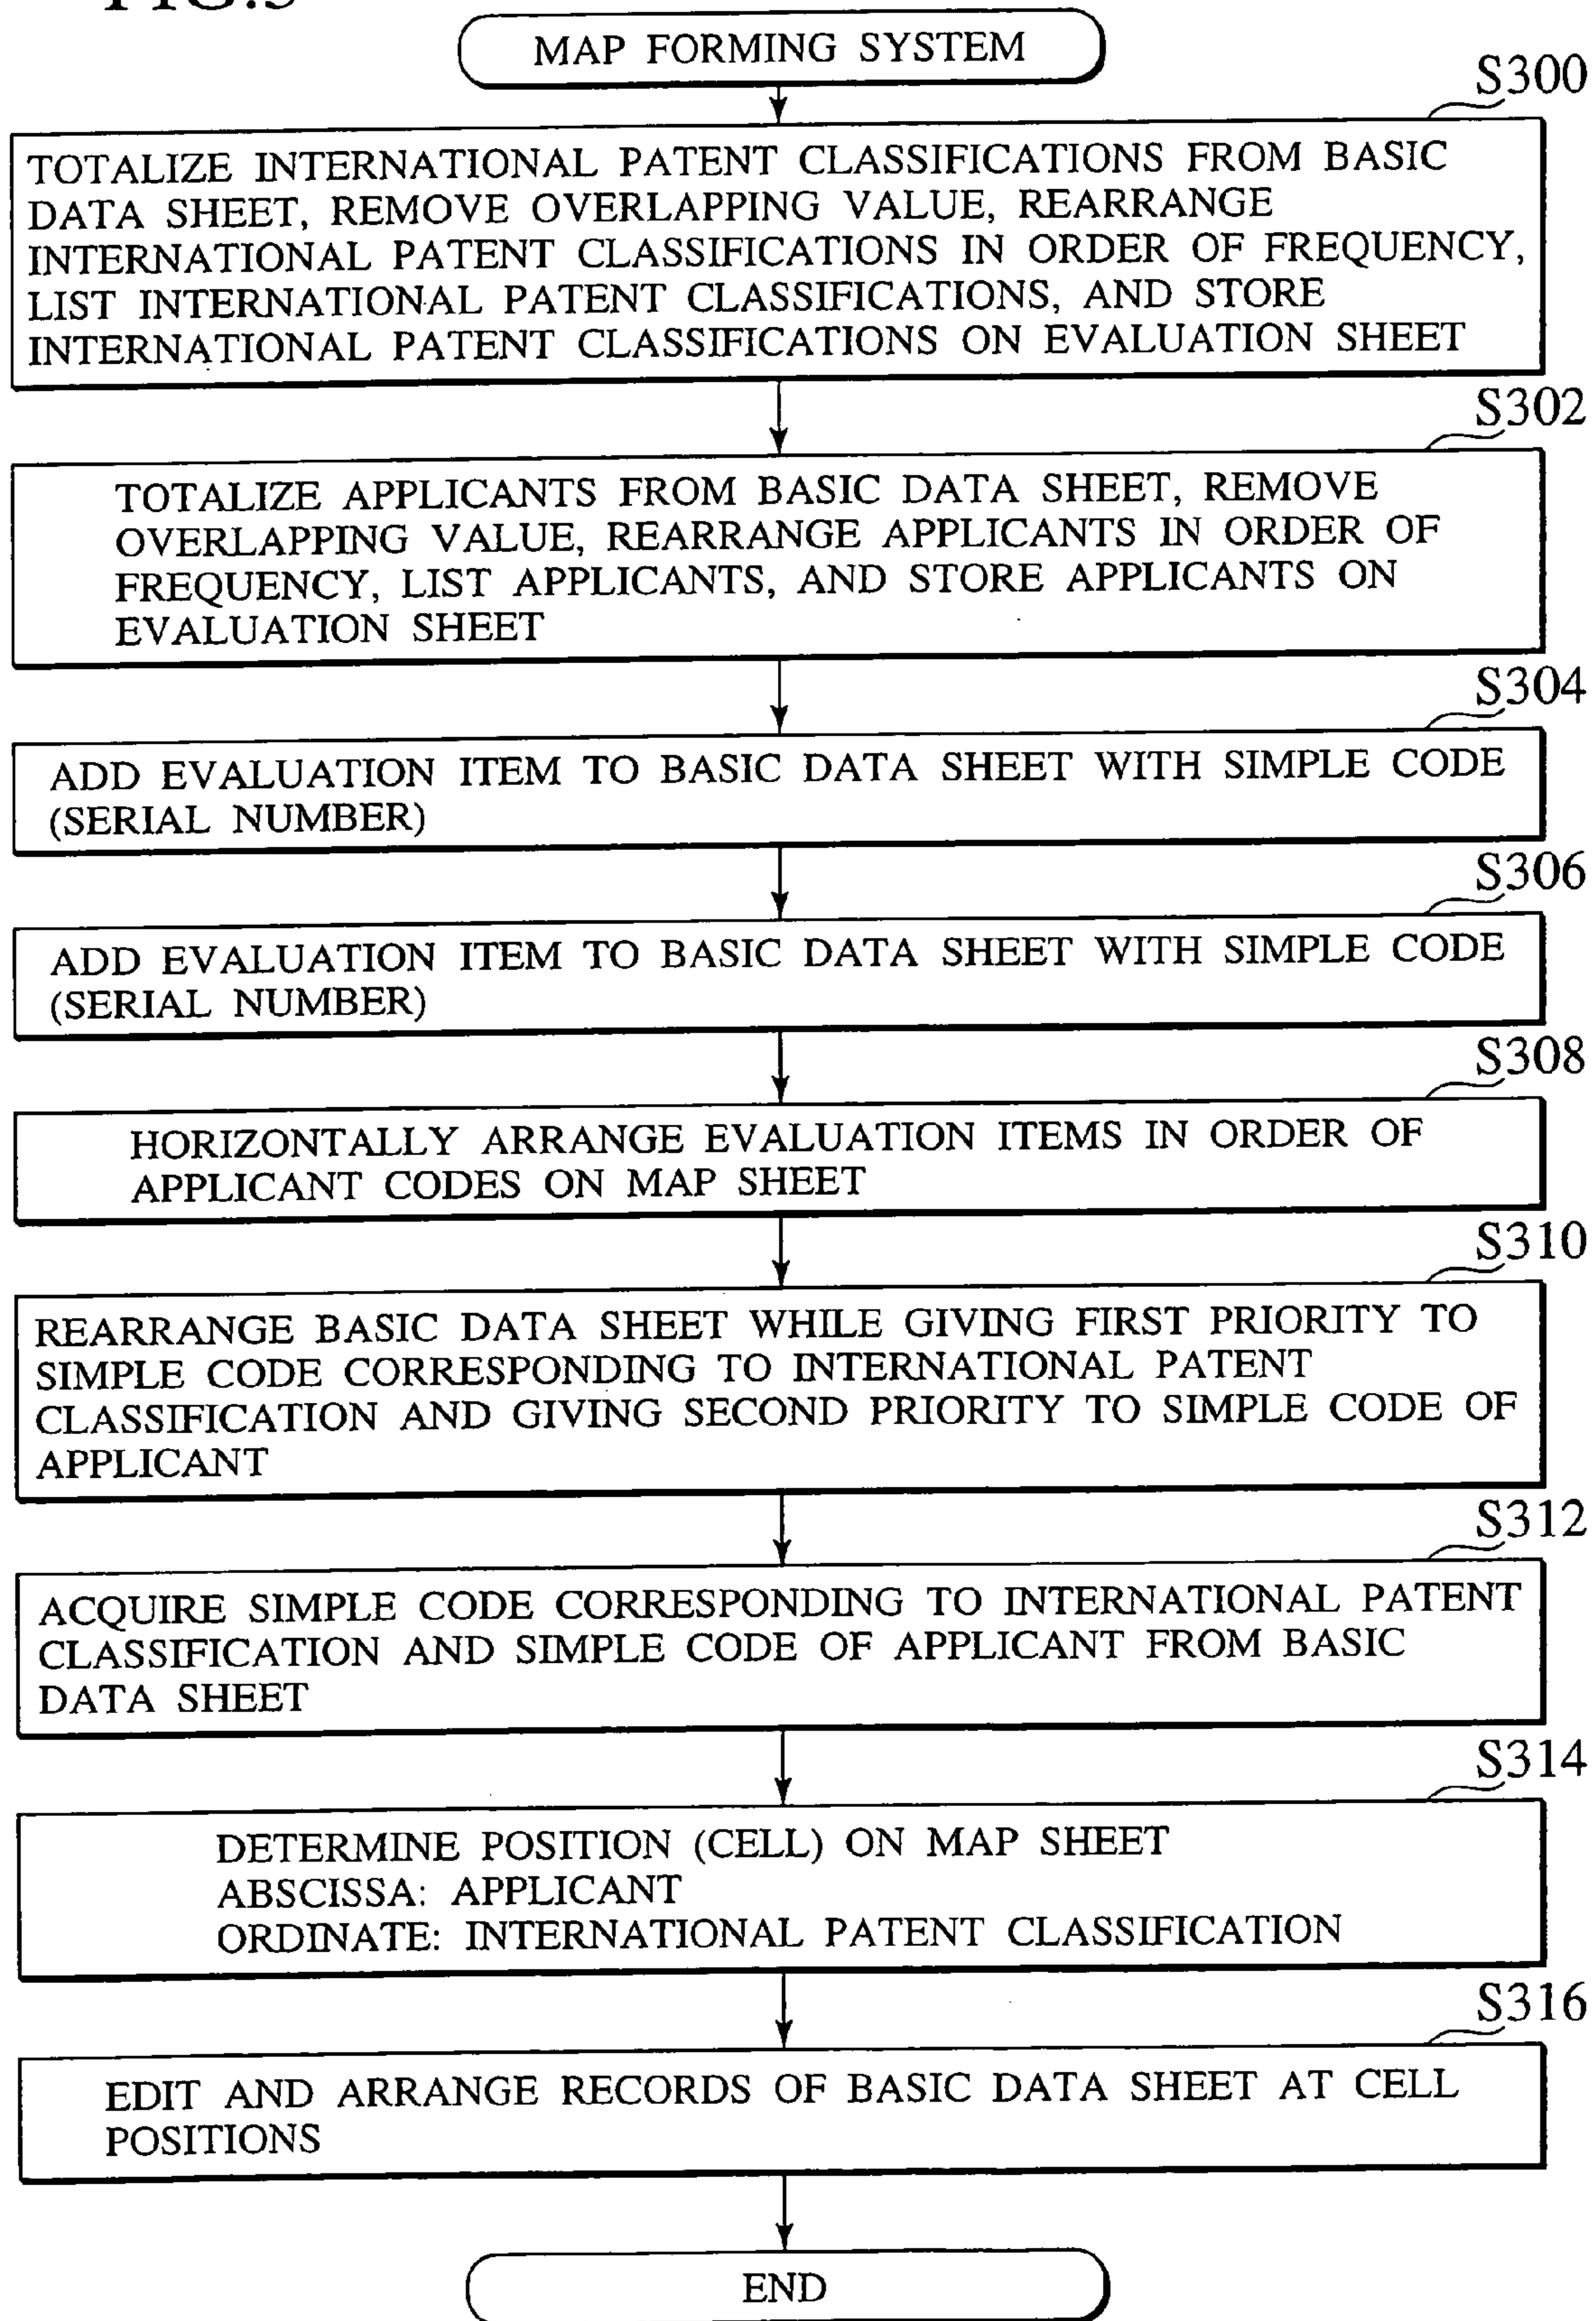 MAP FORMING SYSTEM
S300
TOTALIZE INTERNATIONAL PATENT CLASSIFICATIONS FROM BASIC
DATA SHEET, REMOVE OVERLAPPING VALUE, REARRANGE
INTERNATIONAL PATENT CLASSIFICATIONS IN ORDER OF FREQUENCY,
LIST INTERNATIONAL PATENT CLASSIFICATIONS, AND STORE
INTERNATIONAL PATENT CLASSIFICATIONS ON EVALUATION SHEET
S302
TOTALIZE APPLICANTS FROM BASIC DATA SHEET, REMOVE
OVERLAPPING VALUE, REARRANGE APPLICANTS IN ORDER OF
FREQUENCY, LIST APPLICANTS, AND STORE APPLICANTS ON
EVALUATION SHEET
S304
ADD EVALUATION ITEM TO BASIC DATA SHEET WITH SIMPLE CODE
(SERIAL NUMBER)
S306
ADD EVALUATION ITEM TO BASIC DATA SHEET WITH SIMPLE CODE
(SERIAL NUMBER)
S308
HORIZONTALLY ARRANGE EVALUATION ITEMS IN ORDER OF
APPLICANT CODES ON MAP SHEET
S310
REARRANGE BASIC DATA SHEET WHILE GIVING FIRST PRIORITY TO
SIMPLE CODE CORRESPONDING TO INTERNATIONAL PATENT
CLASSIFICATION AND GIVING SECOND PRIORITY TO SIMPLE CODE OF
APPLICANT
S312
ACQUIRE SIMPLE CODE CORRESPONDING TO INTERNATIONAL PATENT
CLASSIFICATION AND SIMPLE CODE OF APPLICANT FROM BASIC
DATA SHEET
S314
DETERMINE POSITION (CELL) ON MAP SHEET
ABSCISSA: APPLICANT
ORDINATE: INTERNATIONAL PATENT CLASSIFICATION
S316
EDIT AND ARRANGE RECORDS OF BASIC DATA SHEET AT CELL
POSITIONS
END